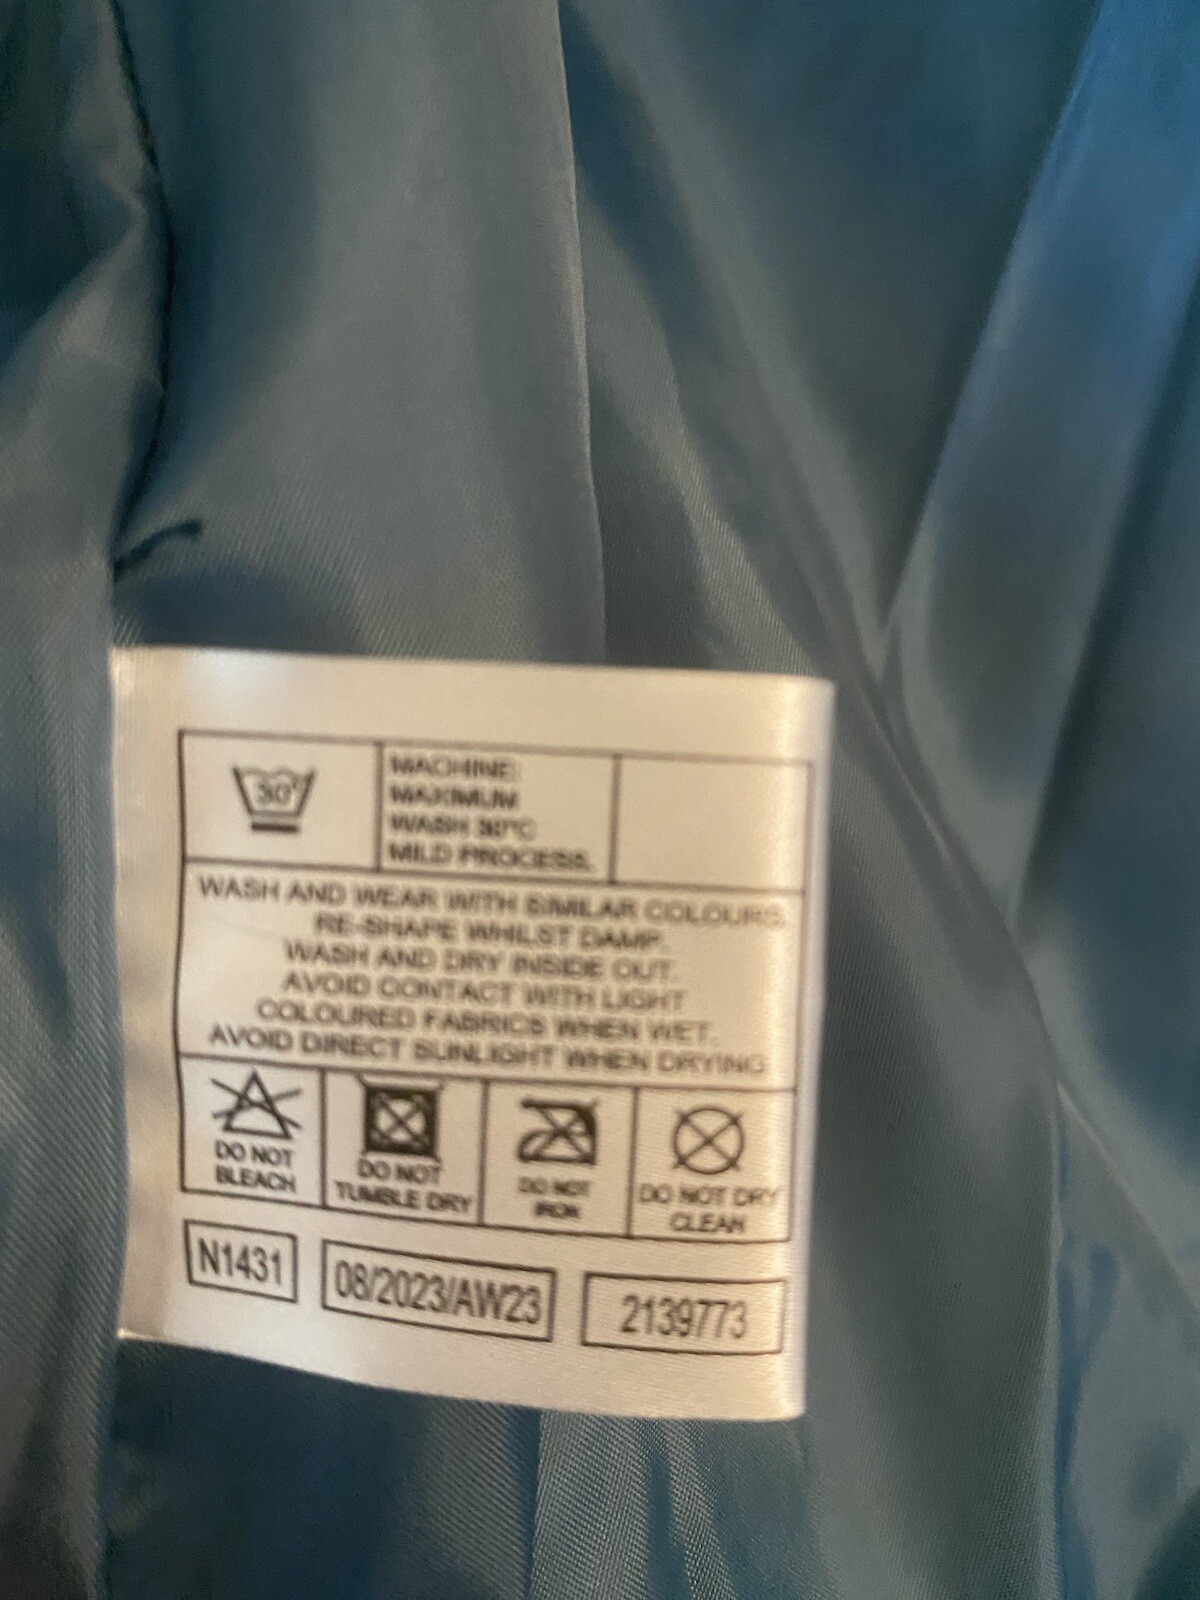 30°
MACHINE:
MAXIMUM
WASH 30°C
MILD PROCESS.
WASH AND WEAR WITH SIMILAR COLOURS.
RE-SHAPE WHILST DAMP.
WASH AND DRY INSIDE OUT.
AVOID CONTACT WITH LIGHT
COLOURED FABRICS WHEN WET.
AVOID DIRECT SUNLIGHT WHEN DRYING
DO NOT
BLEACH
DO NOT
TUMBLE DRY
DO NOT
IRON
DO NOT DRY
CLEAN
N1431
08/2023/AW23
2139773